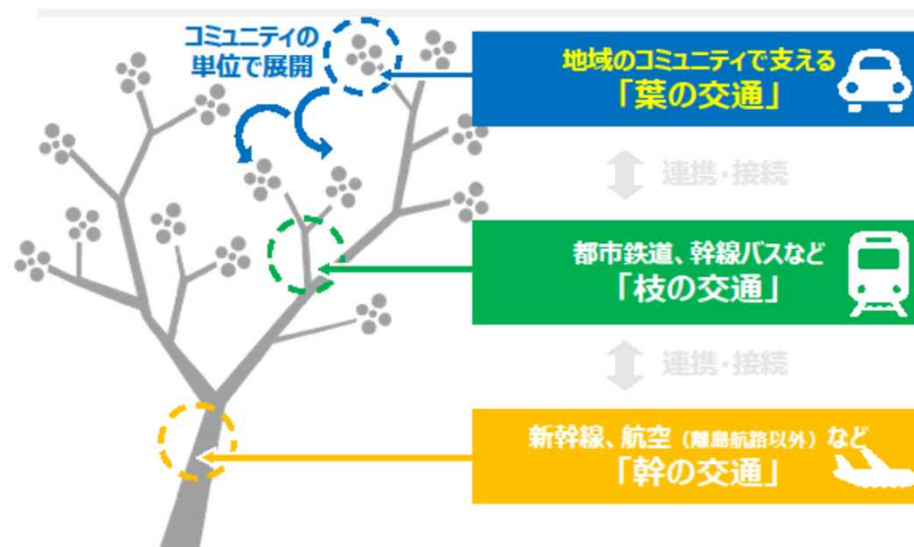 コミュニティの
単位で展開
地域のコミュニティで支える
「葉の交通」
連携・接続
都市鉄道、幹線バスなど
「枝の交通」
連携・接続
新幹線、航空（離島航路以外）など
「幹の交通」